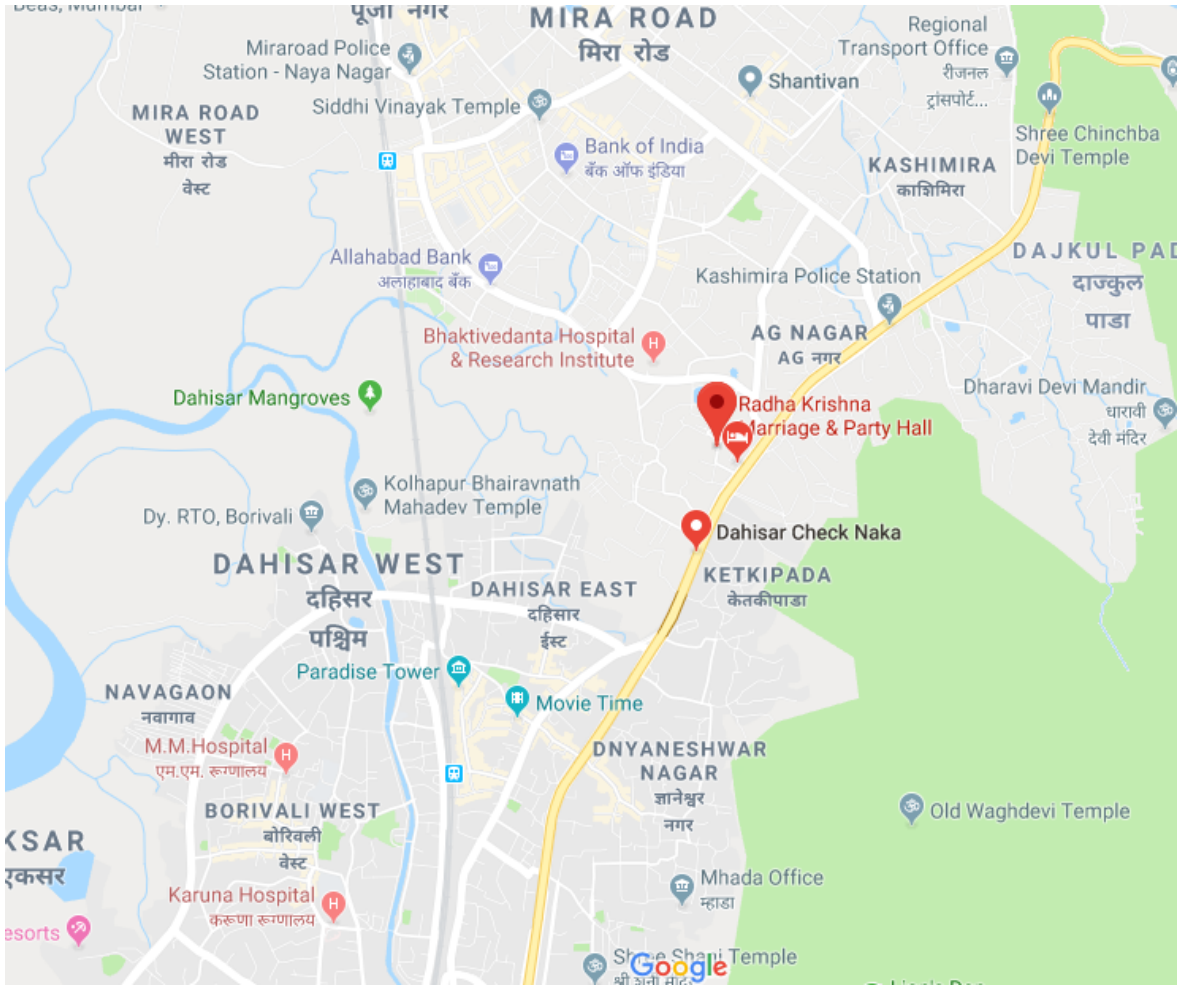 Beas, Mumbai
पूजा नगर
MIRA ROAD
मिरा रोड
Regional
Transport Office
रीजनल
ट्रांसपोर्ट...
Miraroad Police
Station - Naya Nagar
Shantivan
Siddhi Vinayak Temple
MIRA ROAD
WEST
मीरा रोड
वेस्ट
Bank of India
बँक ऑफ इंडिया
Shree Chinchba
Devi Temple
KASHIMIRA
काशिमिरा
Allahabad Bank
अलाहाबाद बँक
DAJKUL PAD
दाज्कुल
पाडा
Kashimira Police Station
Bhaktivedanta Hospital
& Research Institute
AG NAGAR
AG नगर
Dahisar Mangroves
Radha Krishna
Marriage & Party Hall
Dharavi Devi Mandir
धारावी
देवी मंदिर
Kolhapur Bhairavnath
Mahadev Temple
Dy. RTO, Borivali
Dahisar Check Naka
DAHISAR WEST
दहिसर
पश्चिम
DAHISAR EAST
दहिसार
ईस्ट
KETKIPADA
केतकीपाडा
Paradise Tower
Movie Time
NAVAGAON
नवागाव
M.M.Hospital
एम.एम. रूग्णालय
DNYANESHWAR
NAGAR
ज्ञानेश्वर
नगर
BORIVALI WEST
बोरिवली
वेस्ट
Old Waghdevi Temple
KSAR
एकसर
Karuna Hospital
करूणा रूग्णालय
Mhada Office
म्हाडा
esorts
Shree Shani Temple
Google